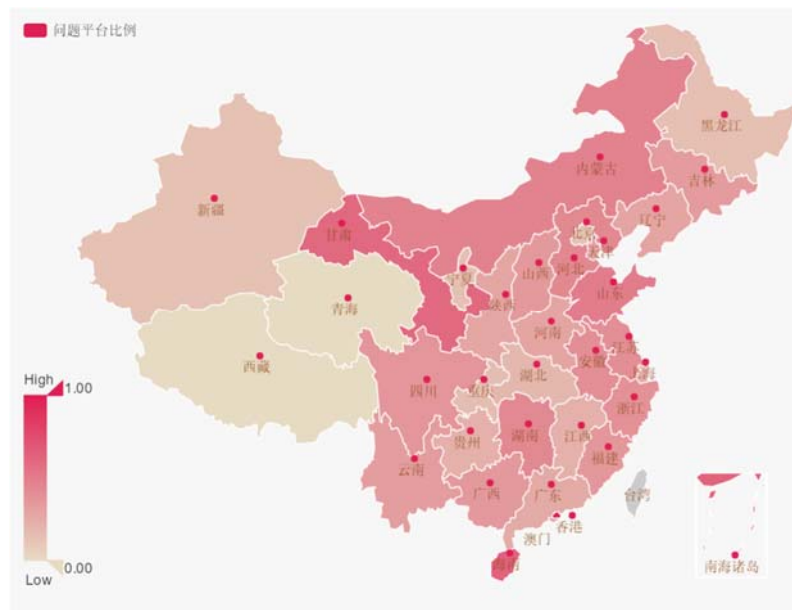 问题平台比例
黑龙江
内蒙古
吉林
新疆
辽宁
北京
甘肃
天津
宁夏
山西
河北
山东
青海
陕西
河南
江苏
西藏
安徽
上海
湖北
High
1.00
四川
重庆
浙江
湖南
江西
贵州
福建
云南
广西
广东
台湾
香港
澳门
海南
南海诸岛
0.00
Low